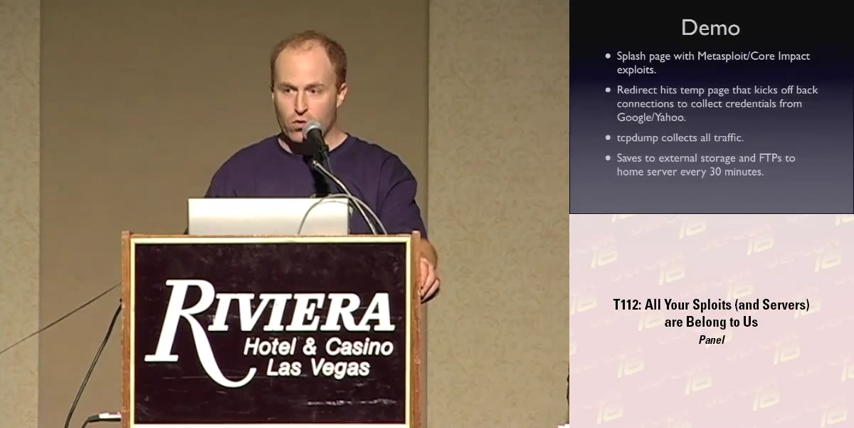 Demo
Splash page with Metasploit/Core Impact
exploits.
Redirect hits temp page that kicks off back
connections to collect credentials from
Google/Yahoo.
tcpdump collects all traffic.
Saves to external storage and FTPs to
home server every 30 minutes.
RIVIERA
Hotel & Casino
Las Vegas
T112: All Your Sploits (and Servers)
are Belong to Us
Panel